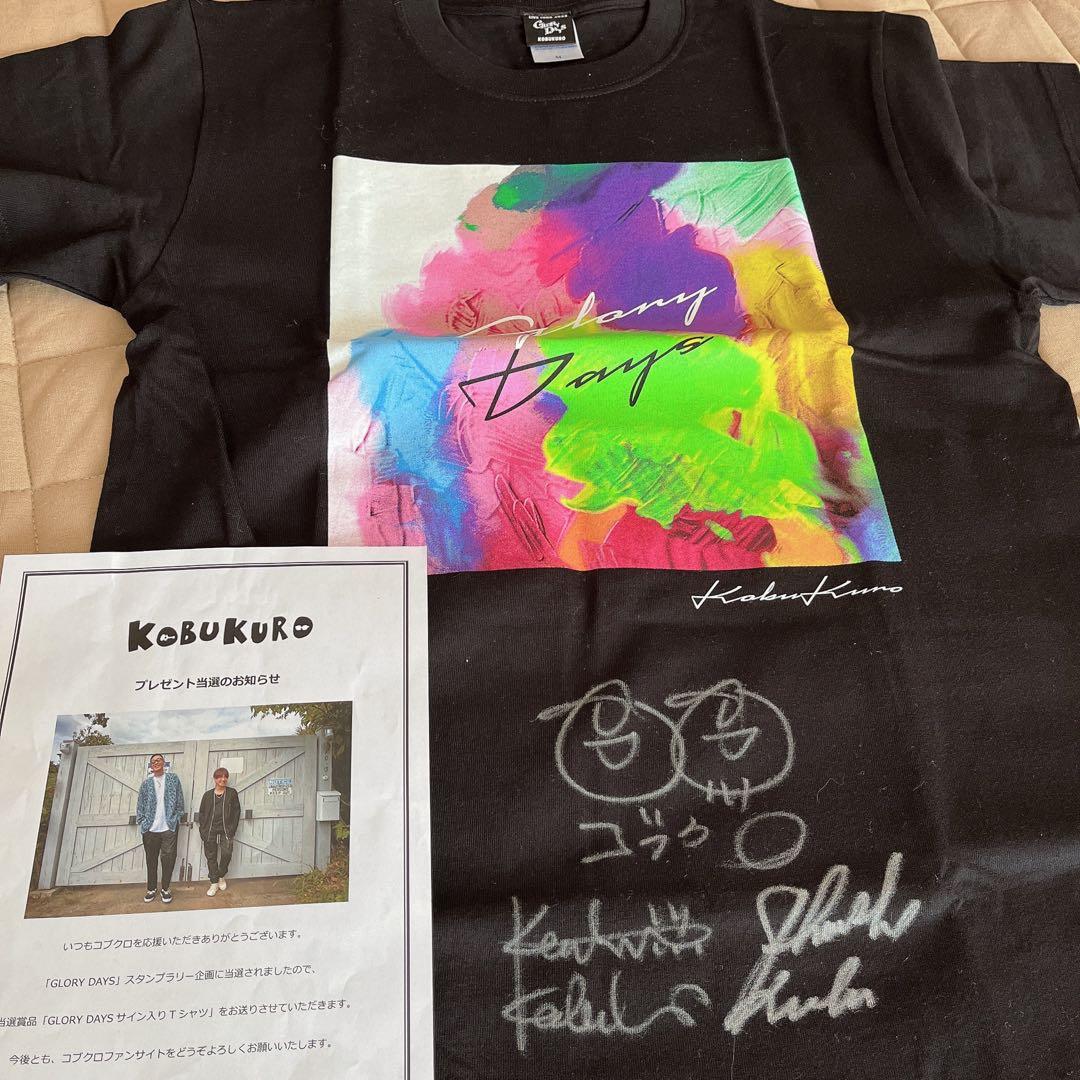 LIVE TOUR 2022
GLORY
DAYS
KOBUKURO
M
Glory
Days
KobuKuro
コブクロ
KOBUKURO
プレゼント当選のお知らせ
いつもコブクロを応援いただきありがとうございます。
「GLORY DAYS」スタンプラリー企画に当選されましたので、
当選賞品「GLORY DAYS サイン入り T シャツ」をお送りさせていただきます。
今後とも、コブクロファンサイトをどうぞよろしくお願いいたします。